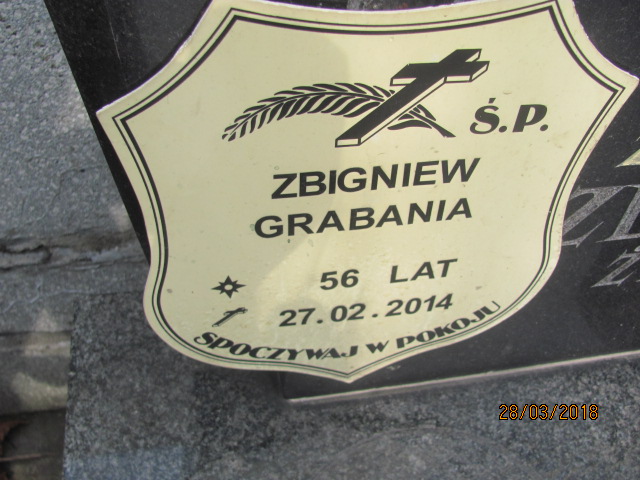 Ś.P.
ZBIGNIEW
GRABANIA
56 LAT
27.02.2014
SPOCZYWAJ W POKOJU
28/03/2018